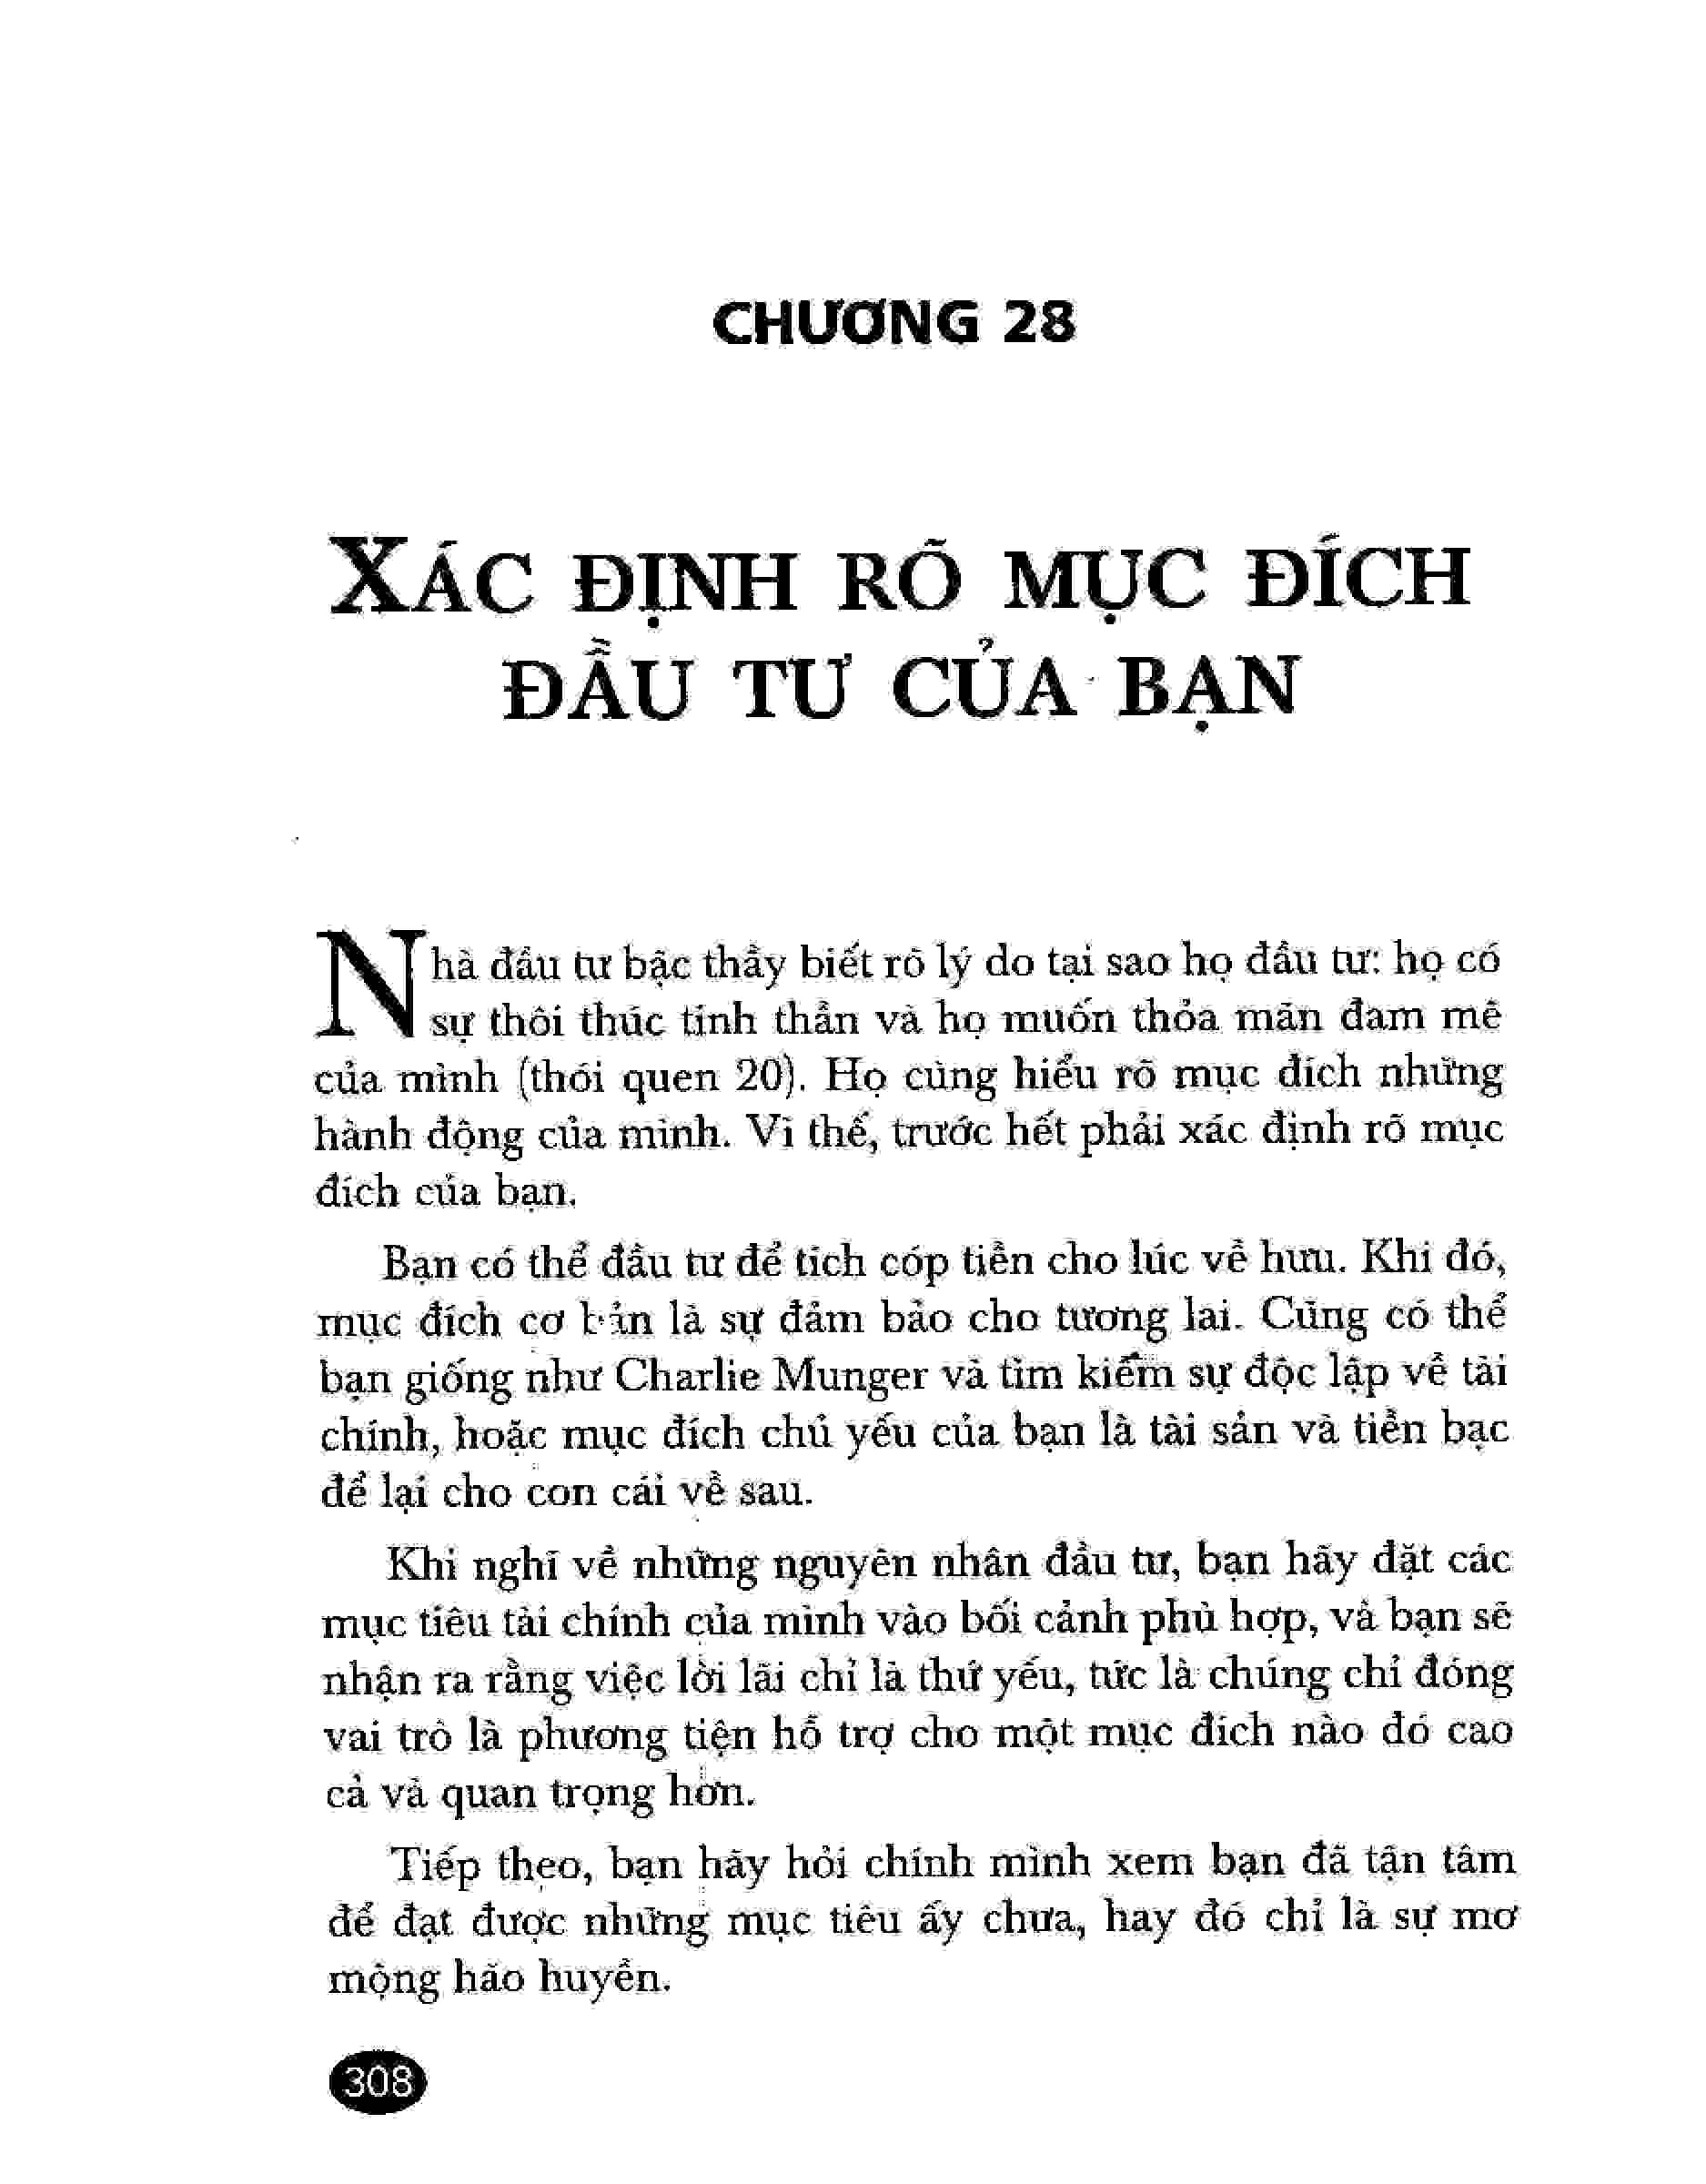 CHƯƠNG 28
XÁC ĐỊNH RÕ MỤC ĐÍCH
ĐẦU TƯ CỦA BẠN
Nhà đầu tư bậc thầy biết rõ lý do tại sao họ đầu tư: họ có
sự thôi thúc tinh thần và họ muốn thỏa mãn đam mê
của mình (thói quen 20). Họ cũng hiểu rõ mục đích những
hành động của mình. Vì thế, trước hết phải xác định rõ mục
đích của bạn.
Bạn có thể đầu tư để tích cóp tiền cho lúc về hưu. Khi đó,
mục đích cơ bản là sự đảm bảo cho tương lai. Cũng có thể
bạn giống như Charlie Munger và tìm kiếm sự độc lập về tài
chính, hoặc mục đích chủ yếu của bạn là tài sản và tiền bạc
để lại cho con cái về sau.
Khi nghĩ về những nguyên nhân đầu tư, bạn hãy đặt các
mục tiêu tài chính của mình vào bối cảnh phù hợp, và bạn sẽ
nhận ra rằng việc lời lãi chỉ là thứ yếu, tức là chúng chỉ đóng
vai trò là phương tiện hỗ trợ cho một mục đích nào đó cao
cả và quan trọng hơn.
Tiếp theo, bạn hãy hỏi chính mình xem bạn đã tận tâm
để đạt được những mục tiêu ấy chưa, hay đó chỉ là sự mơ
mộng hão huyền.
308